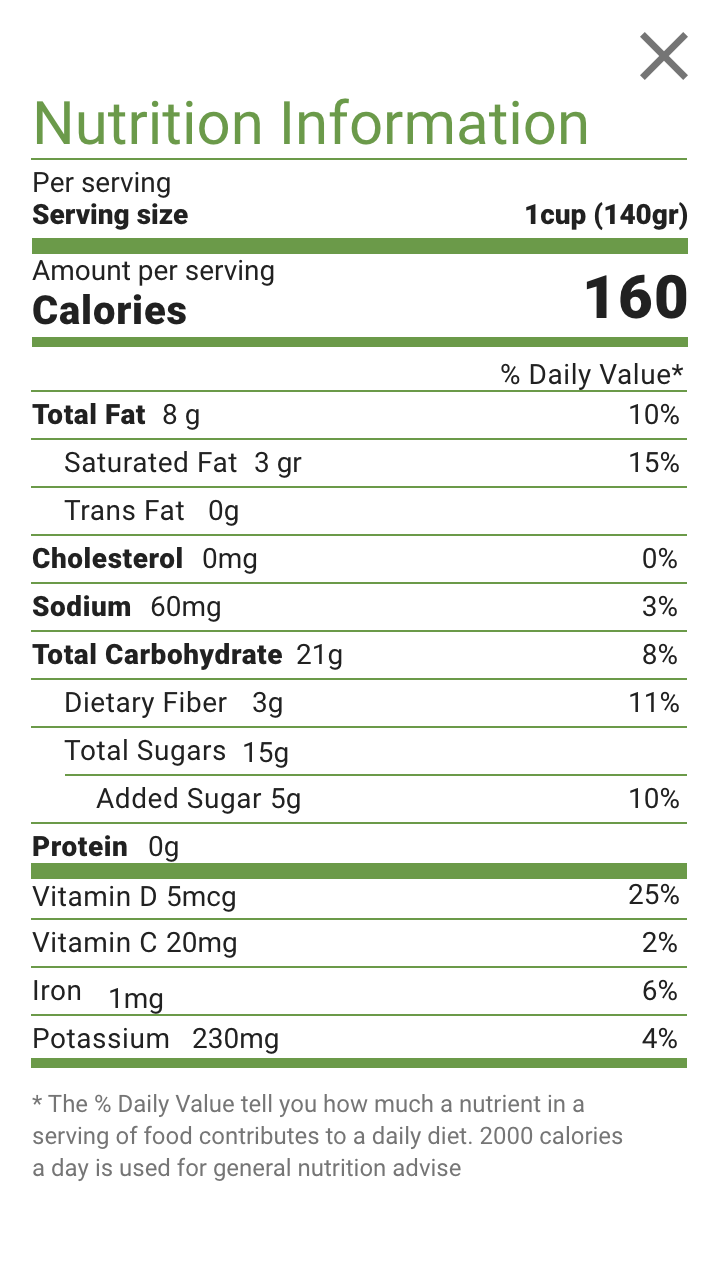 Nutrition Information
Per serving
Serving size 1cup (140gr)
Amount per serving
Calories 160
% Daily Value*
Total Fat 8 g 10%
Saturated Fat 3 gr 15%
Trans Fat 0g
Cholesterol 0mg 0%
Sodium 60mg 3%
Total Carbohydrate 21g 8%
Dietary Fiber 3g 11%
Total Sugars 15g
Added Sugar 5g 10%
Protein 0g
Vitamin D 5mcg 25%
Vitamin C 20mg 2%
Iron 1mg 6%
Potassium 230mg 4%
* The % Daily Value tell you how much a nutrient in a
serving of food contributes to a daily diet. 2000 calories
a day is used for general nutrition advise